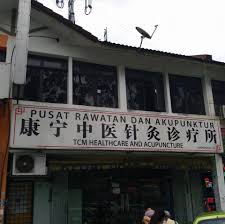 PUSAT RAWATAN DAN AKUPUNKTUR
康宁中医针灸诊疗所
TCM HEALTHCARE AND ACUPUNCTURE